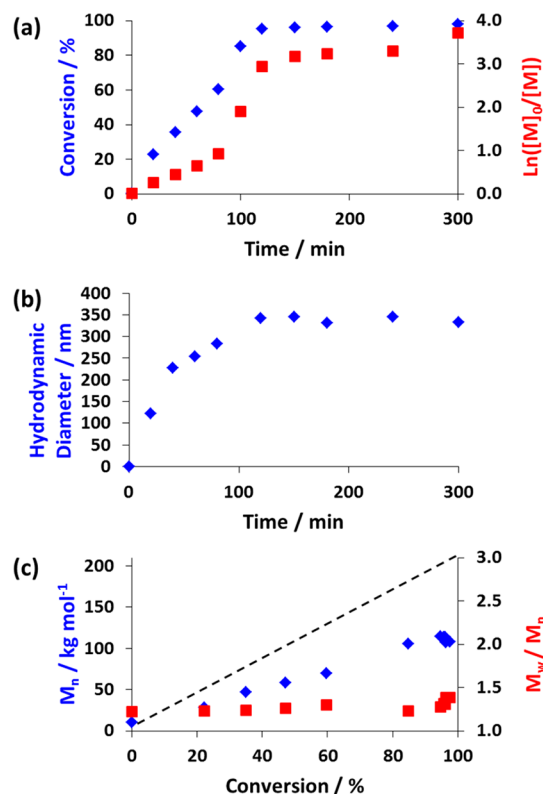 (a)
Conversion / %
100
80
60
40
20
0
4.0
3.0
2.0
1.0
0.0
Ln([M]₀/[M])
0 100 200 300
Time / min
(b)
Hydrodynamic
Diameter / nm
400
350
300
250
200
150
100
50
0
0 100 200 300
Time / min
(c)
Mₙ / kg mol⁻¹
200
150
100
50
0
3.0
2.5
2.0
1.5
1.0
M_w / Mₙ
0 20 40 60 80 100
Conversion / %